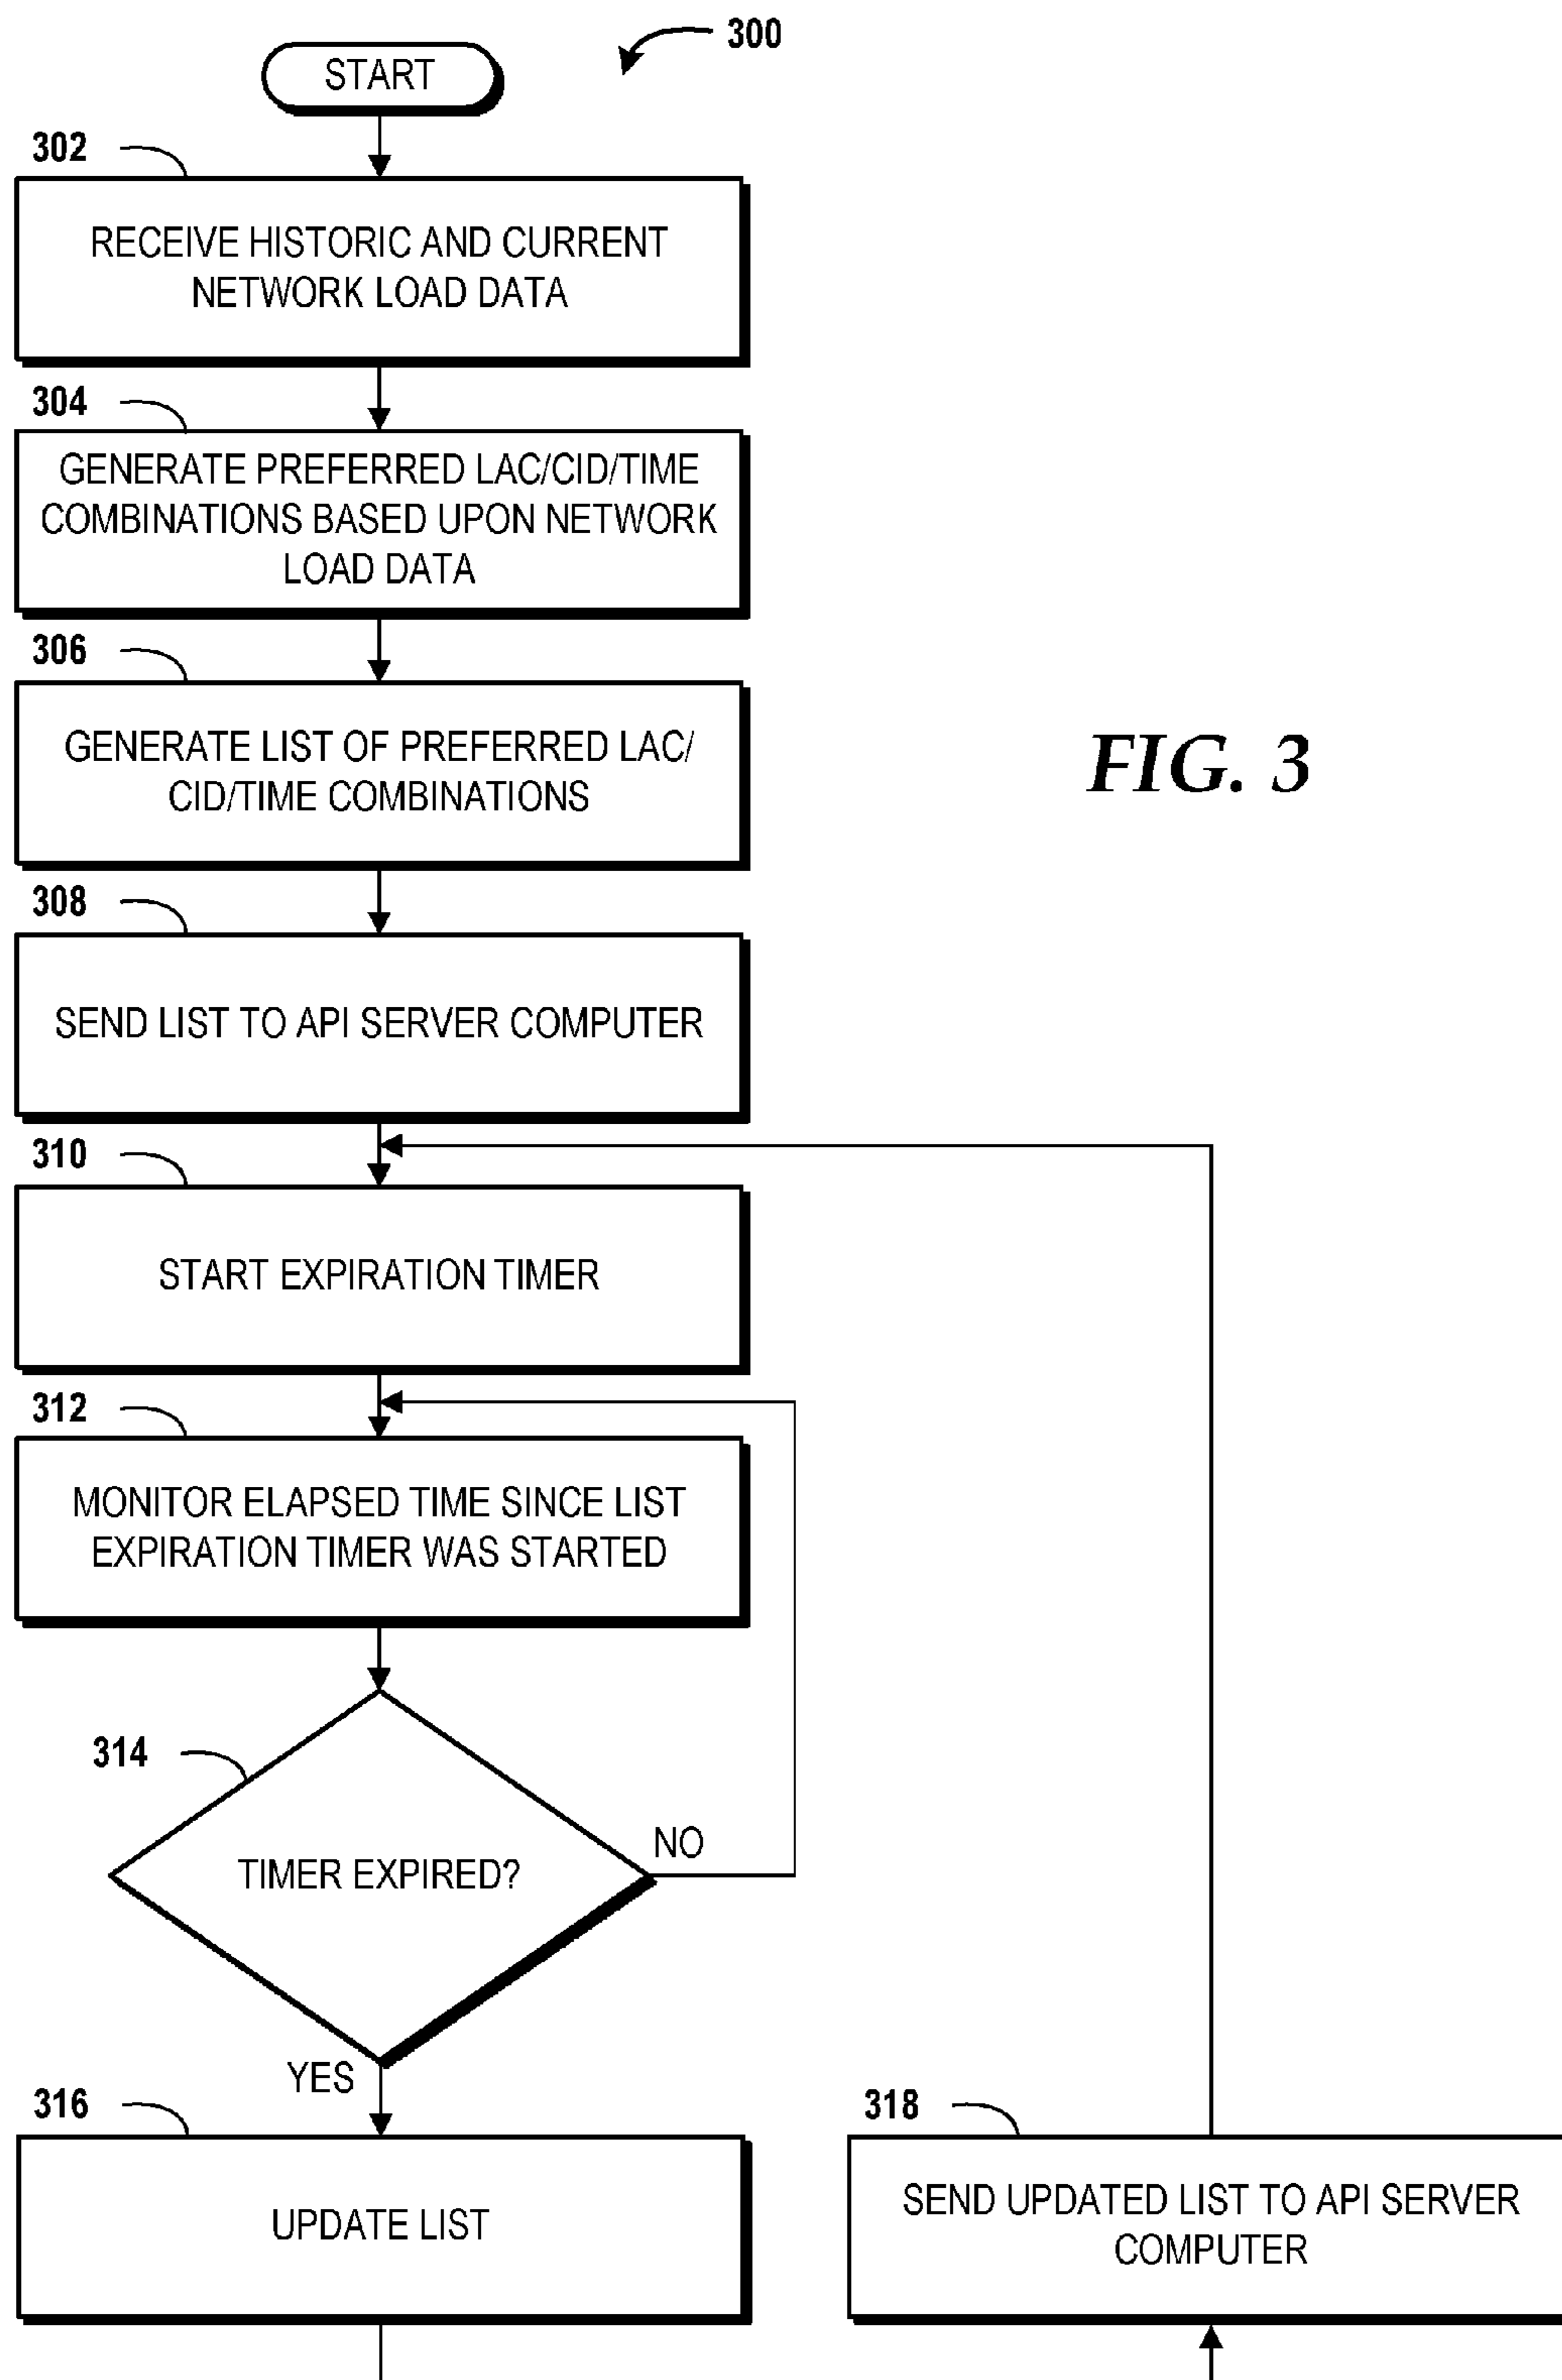 300
START
302
RECEIVE HISTORIC AND CURRENT
NETWORK LOAD DATA
304
GENERATE PREFERRED LAC/CID/TIME
COMBINATIONS BASED UPON NETWORK
LOAD DATA
306
GENERATE LIST OF PREFERRED LAC/
CID/TIME COMBINATIONS
FIG. 3
308
SEND LIST TO API SERVER COMPUTER
310
START EXPIRATION TIMER
312
MONITOR ELAPSED TIME SINCE LIST
EXPIRATION TIMER WAS STARTED
314
TIMER EXPIRED?
NO
YES
316
UPDATE LIST
318
SEND UPDATED LIST TO API SERVER
COMPUTER